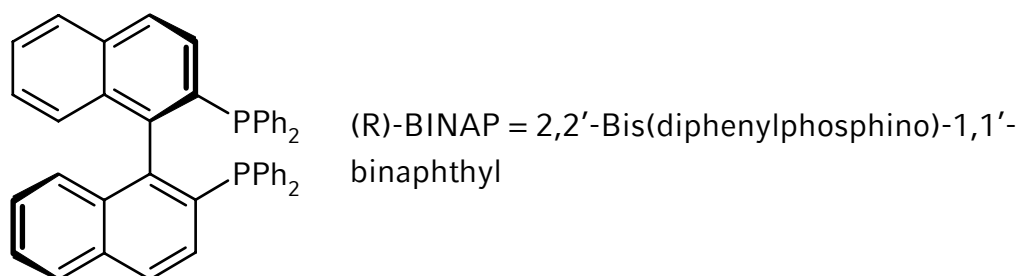 PPh₂
(R)-BINAP = 2,2′-Bis(diphenylphosphino)-1,1′-
PPh₂
binaphthyl